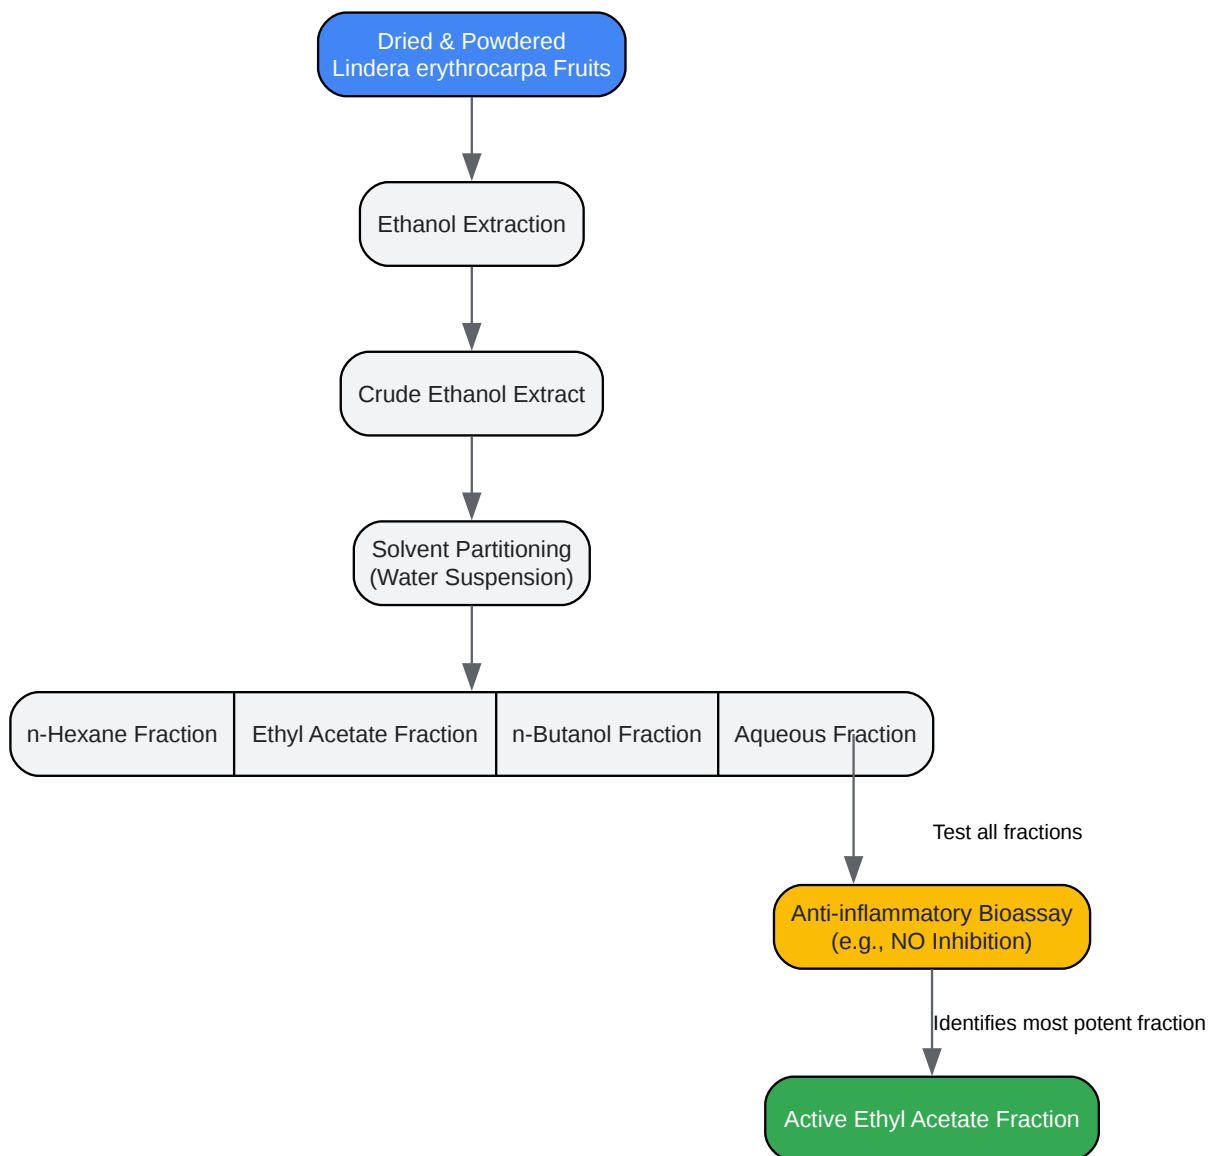 Dried & Powdered
Lindera erythrocarpa Fruits
Ethanol Extraction
Crude Ethanol Extract
Solvent Partitioning
(Water Suspension)
n-Hexane Fraction
Ethyl Acetate Fraction
n-Butanol Fraction
Aqueous Fraction
Test all fractions
Anti-inflammatory Bioassay
(e.g., NO Inhibition)
Identifies most potent fraction
Active Ethyl Acetate Fraction